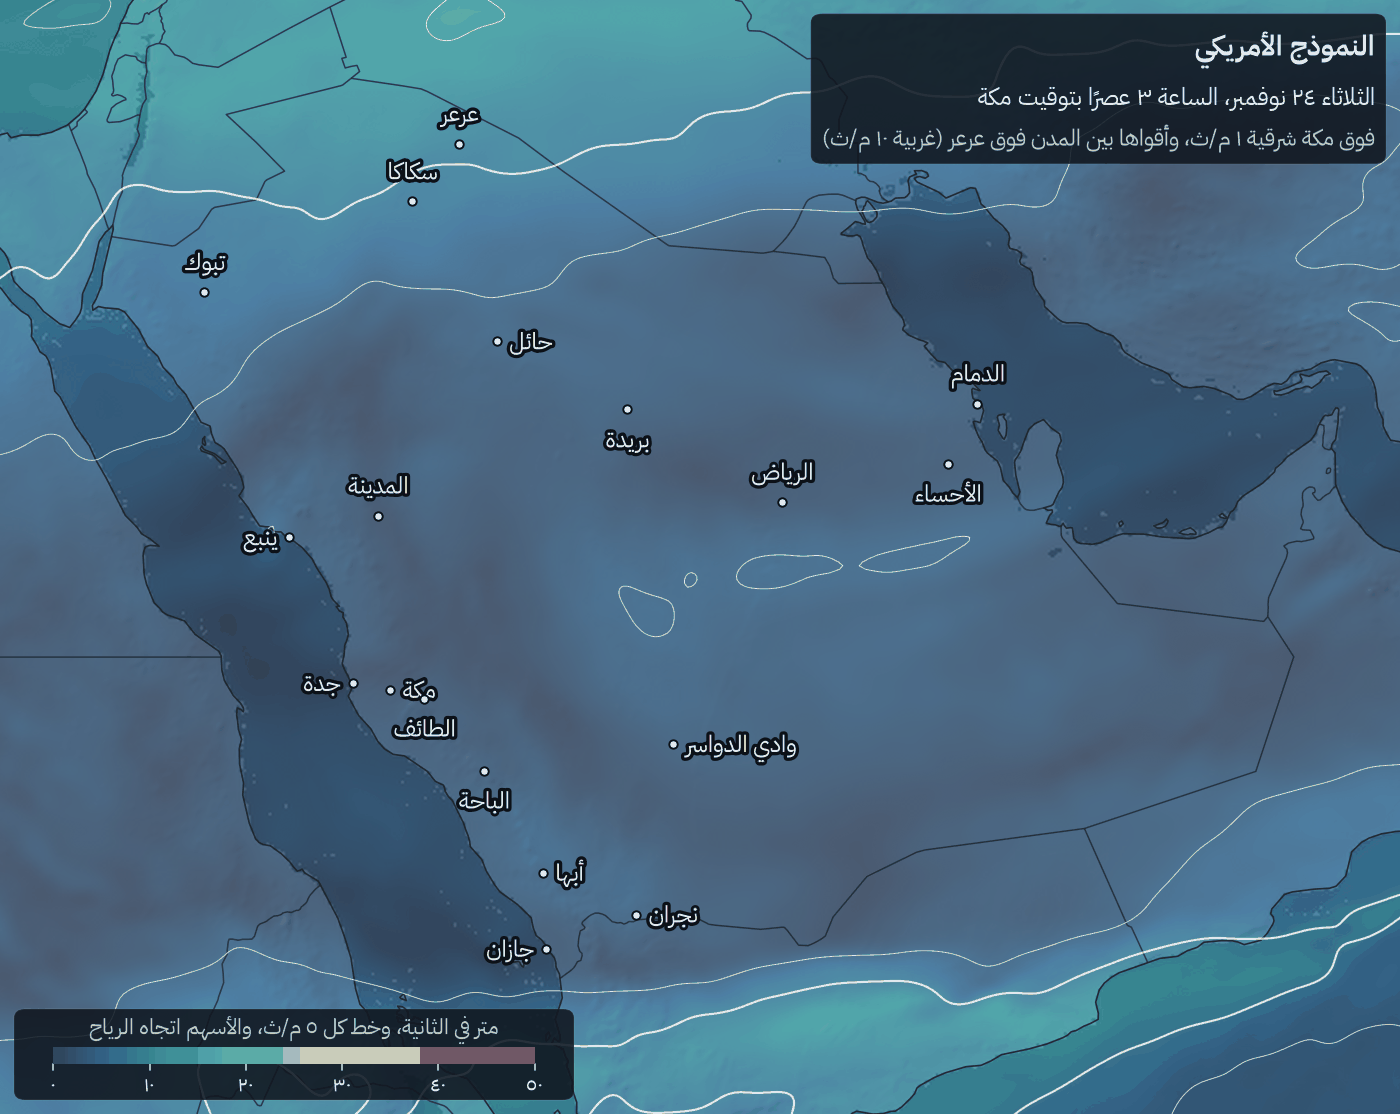 النموذج الأمريكي
الثلاثاء ٢٤ نوفمبر، الساعة ٣ عصرًا بتوقيت مكة
فوق مكة شرقية ١ م/ث، وأقواها بين المدن فوق عرعر (غربية ١٠ م/ث)
عرعر
سكاكا
تبوك
حائل
الدمام
بريدة
الرياض
المدينة
الأحساء
ينبع
جدة
مكة
الطائف
وادي الدواسر
الباحة
أبها
نجران
جازان
متر في الثانية، وخط كل ٥ م/ث، والأسهم اتجاه الرياح
٠ ١٠ ٢٠ ٣٠ ٤٠ ٥٠